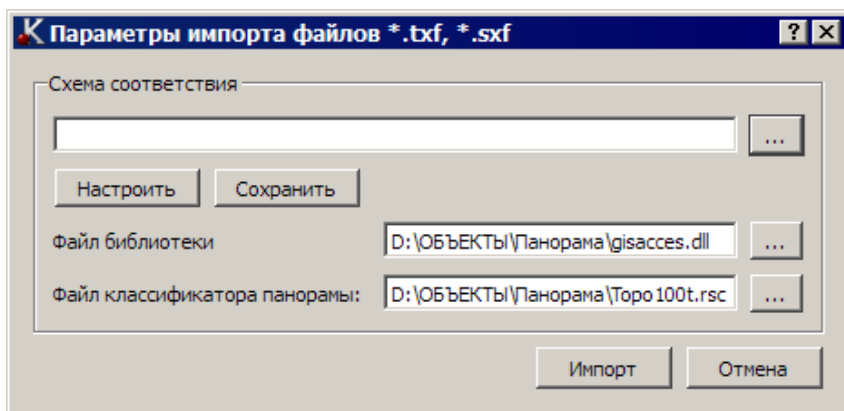 Параметры импорта файлов *.txf, *.sxf
Схема соответствия
...
Настроить Сохранить
Файл библиотеки D:\ОБЪЕКТЫ\Панорама\gisacces.dll ...
Файл классификатора панорамы: D:\ОБЪЕКТЫ\Панорама\Topo100t.rsc ...
Импорт Отмена